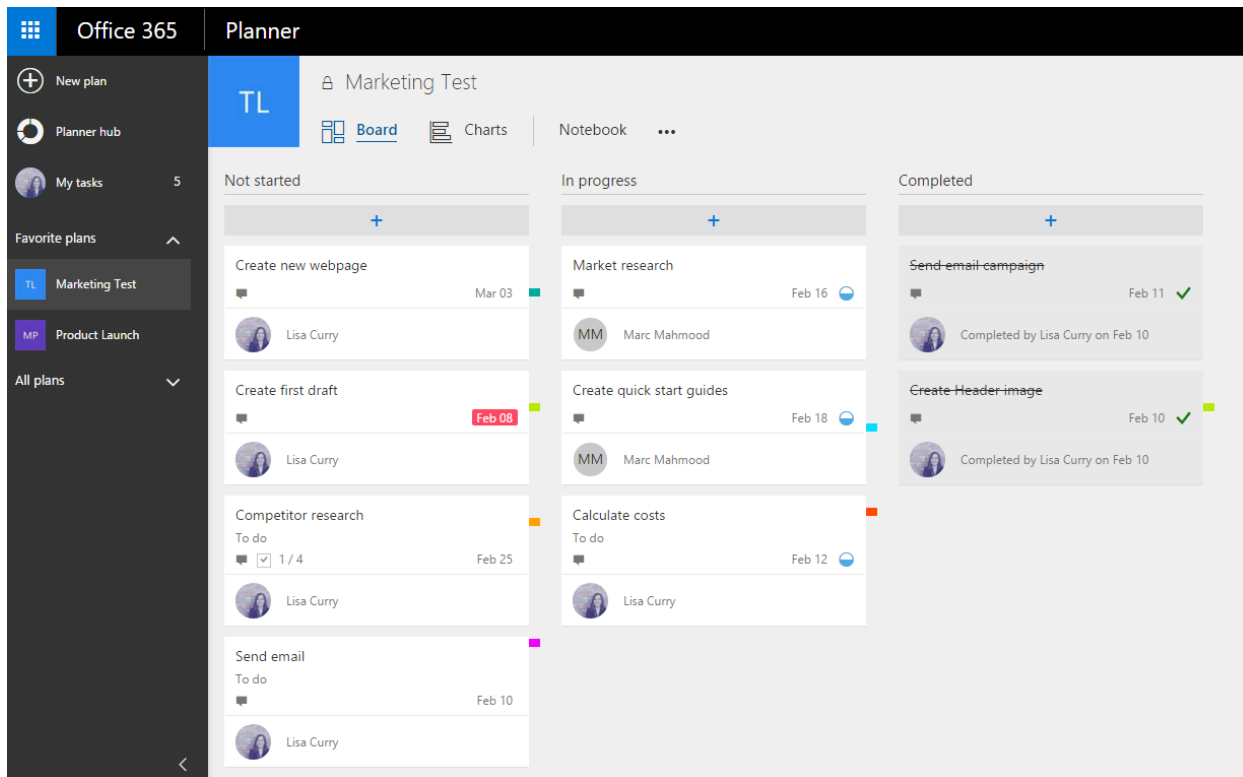 Office 365
Planner
New plan
Planner hub
My tasks 5
Favorite plans
TL Marketing Test
MP Product Launch
All plans
TL
Marketing Test
Board Charts Notebook •••
Not started
+
Create new webpage
Mar 03
Lisa Curry
Create first draft
Feb 08
Lisa Curry
Competitor research
To do
1 / 4 Feb 25
Lisa Curry
Send email
To do
Feb 10
Lisa Curry
In progress
+
Market research
Feb 16
MM Marc Mahmood
Create quick start guides
Feb 18
MM Marc Mahmood
Calculate costs
To do
Feb 12
Lisa Curry
Completed
+
Send email campaign
Feb 11
Completed by Lisa Curry on Feb 10
Create Header image
Feb 10
Completed by Lisa Curry on Feb 10